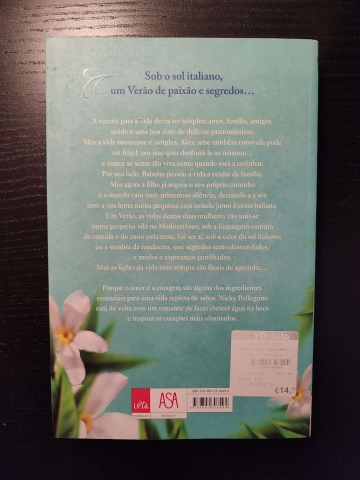 Sob o sol italiano,
um Verão de paixão e segredos...
A receita para a vida devia ser simples: amor, família, amigos,
saúde e uma boa dose de delícias gastronómicas.
Mas a vida raramente é simples. Alice sabe também como ela pode
ser frágil, por isso quer desfrutá-la ao máximo...
e nunca se sente tão viva como quando está a cozinhar.
Por seu lado, Babetta passou a vida a cuidar da família.
Mas agora a filha já seguiu o seu próprio caminho
e o marido caiu num misterioso silêncio, deixando-a a sós
com a sua horta numa pequena casa isolada junto à costa italiana.
Um Verão, as vidas destas duas mulheres vão unir-se
numa pequena vila no Mediterrâneo, sob a linguagem comum
da comida e do amor pela terra. Vai ser aí, sob o calor do sol italiano,
ou à sombra da romãzeira, que segredos serão desvendados,
e medos e esperanças partilhados.
Mas as lições da vida nem sempre são fáceis de aprender...
Porque o amor e a coragem são alguns dos ingredientes
essenciais para uma vida repleta de sabor, Nicky Pellegrino
está de volta com um romance de fazer crescer água na boca
e inspirar os corações mais obstinados.
LeYa
ASA
€14,